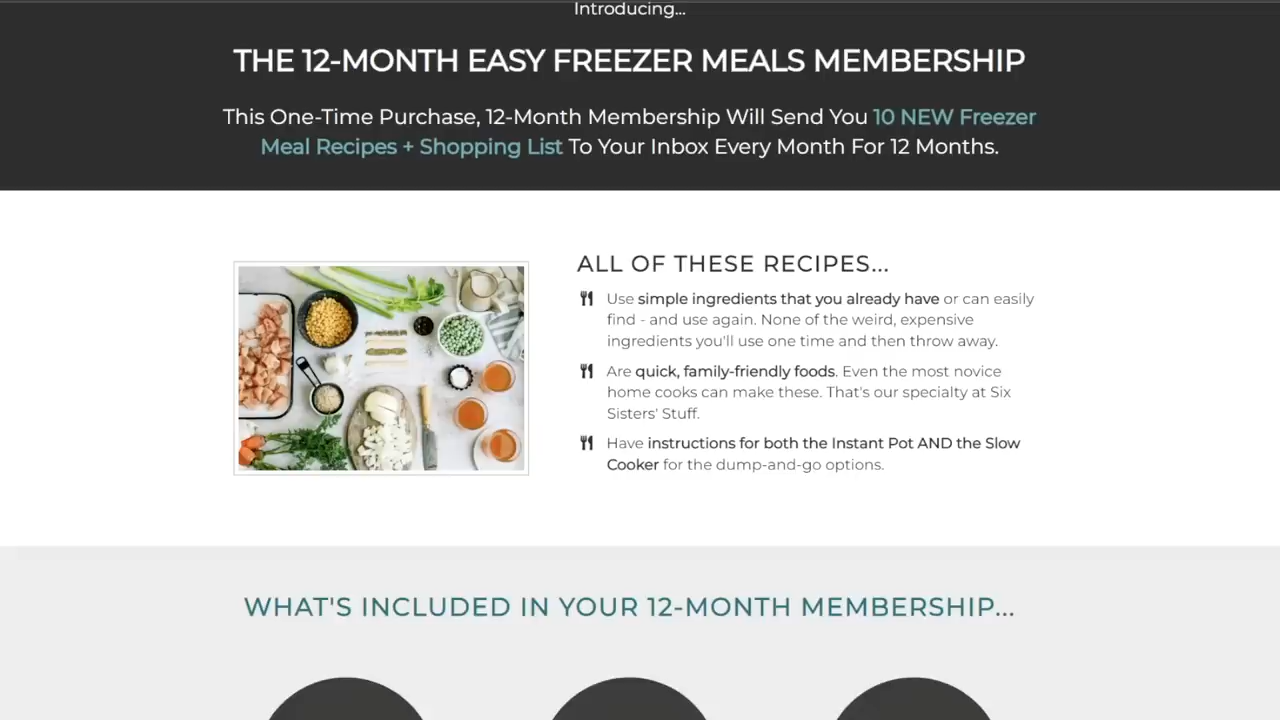 Introducing...
THE 12-MONTH EASY FREEZER MEALS MEMBERSHIP
This One-Time Purchase, 12-Month Membership Will Send You 10 NEW Freezer
Meal Recipes + Shopping List To Your Inbox Every Month For 12 Months.
ALL OF THESE RECIPES...
Use simple ingredients that you already have or can easily
find - and use again. None of the weird, expensive
ingredients you'll use one time and then throw away.
Are quick, family-friendly foods. Even the most novice
home cooks can make these. That's our specialty at Six
Sisters' Stuff.
Have instructions for both the Instant Pot AND the Slow
Cooker for the dump-and-go options.
WHAT'S INCLUDED IN YOUR 12-MONTH MEMBERSHIP...